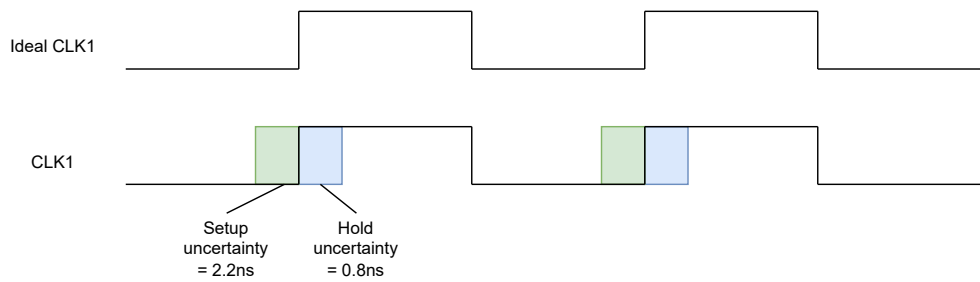 Ideal CLK1
CLK1
Setup
uncertainty
= 2.2ns
Hold
uncertainty
= 0.8ns